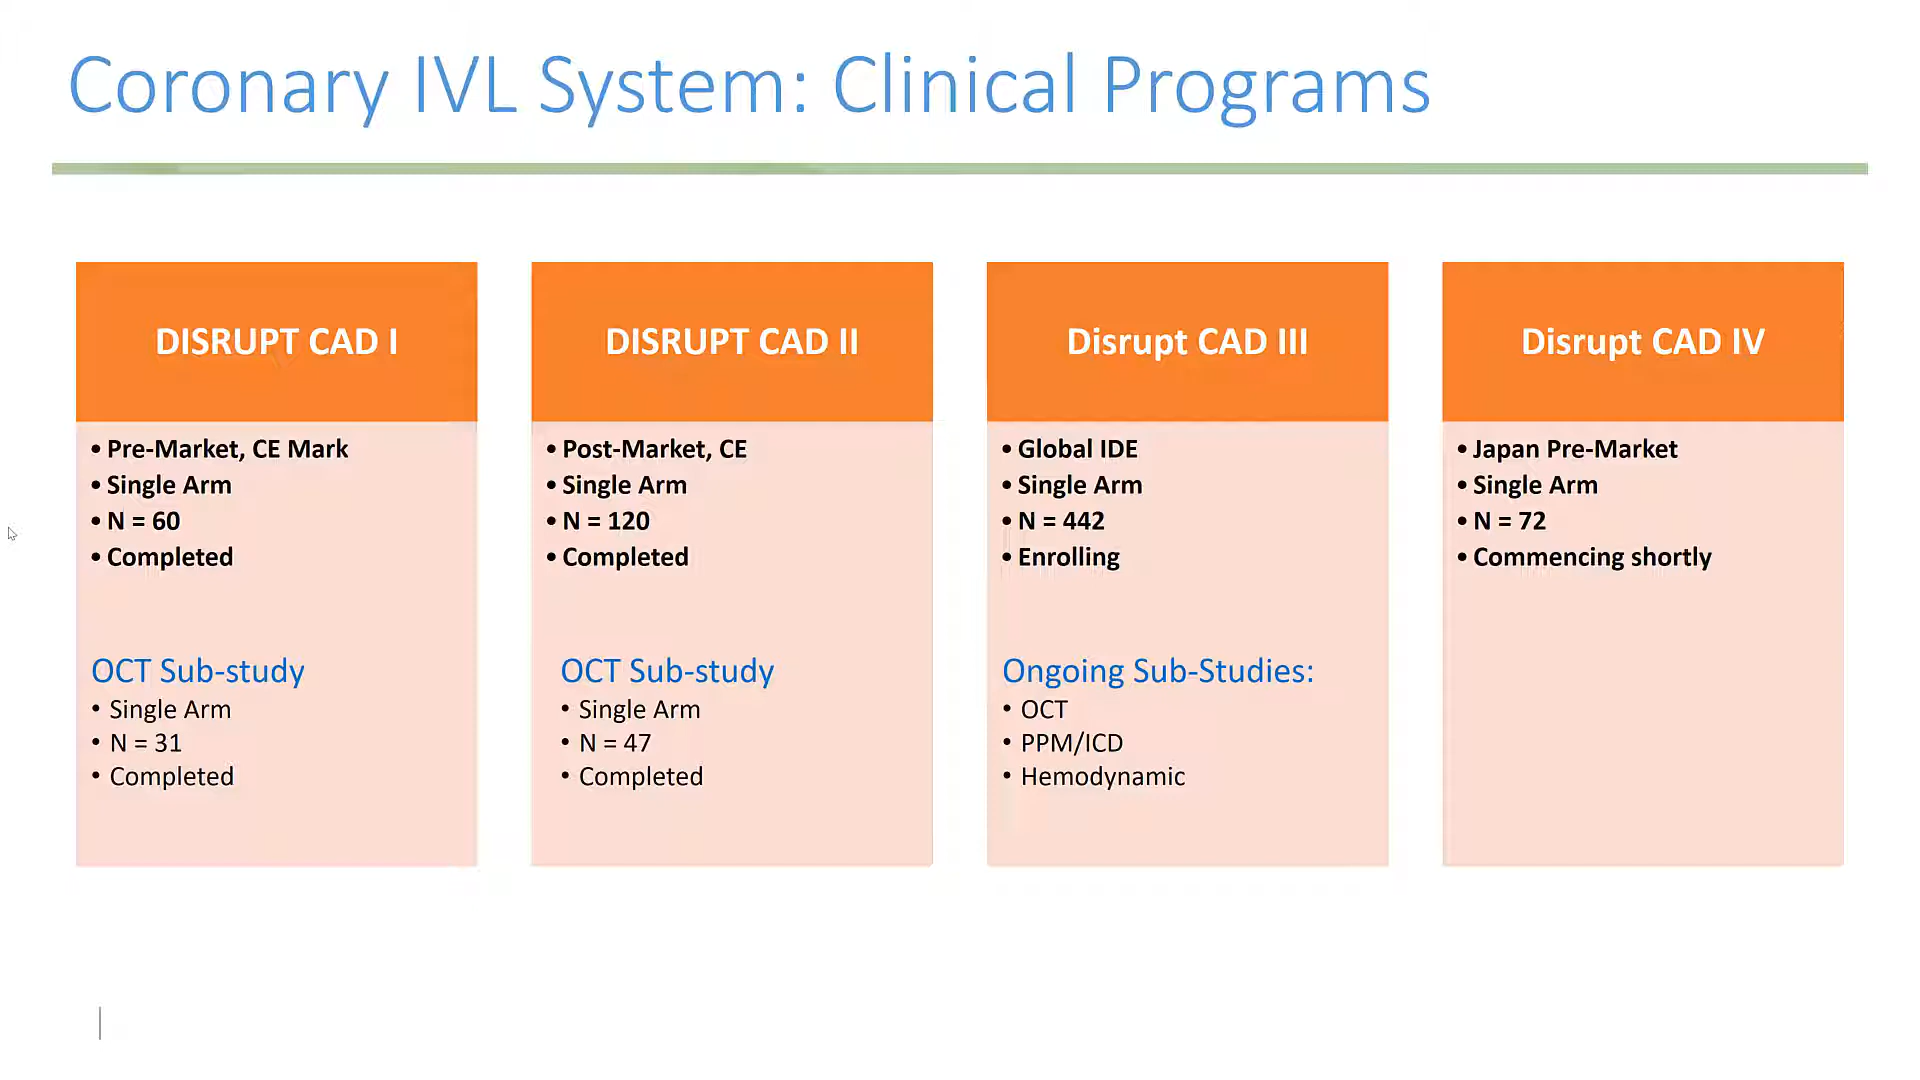 Coronary IVL System: Clinical Programs
DISRUPT CAD I
• Pre-Market, CE Mark
• Single Arm
• N = 60
• Completed
OCT Sub-study
• Single Arm
• N = 31
• Completed
DISRUPT CAD II
• Post-Market, CE
• Single Arm
• N = 120
• Completed
OCT Sub-study
• Single Arm
• N = 47
• Completed
Disrupt CAD III
• Global IDE
• Single Arm
• N = 442
• Enrolling
Ongoing Sub-Studies:
• OCT
• PPM/ICD
• Hemodynamic
Disrupt CAD IV
• Japan Pre-Market
• Single Arm
• N = 72
• Commencing shortly